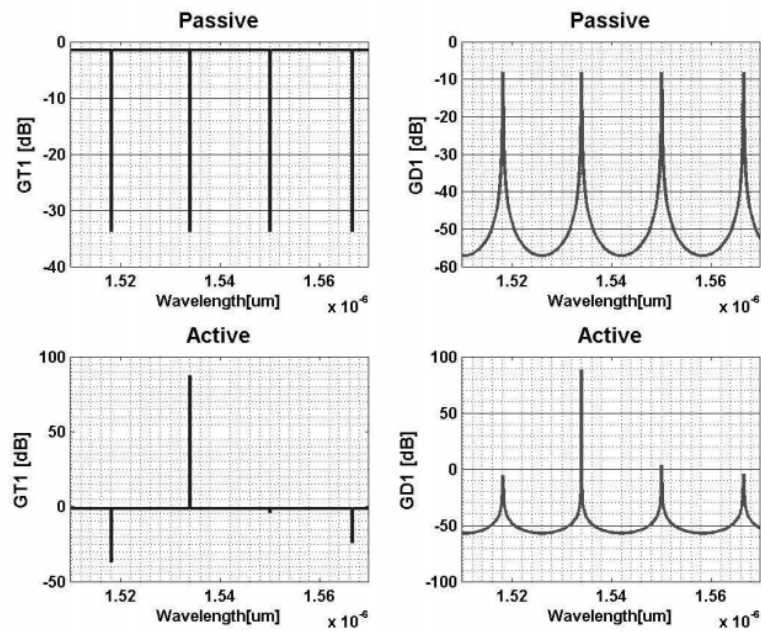 Passive
GT1 [dB]
0
-10
-20
-30
-40
1.52 1.54 1.56
Wavelength[um]
x 10⁻⁶
Passive
GD1 [dB]
0
-10
-20
-30
-40
-50
-60
1.52 1.54 1.56
Wavelength[um]
x 10⁻⁶
Active
GT1 [dB]
100
50
0
-50
1.52 1.54 1.56
Wavelength[um]
x 10⁻⁶
Active
GD1 [dB]
100
50
0
-50
-100
1.52 1.54 1.56
Wavelength[um]
x 10⁻⁶